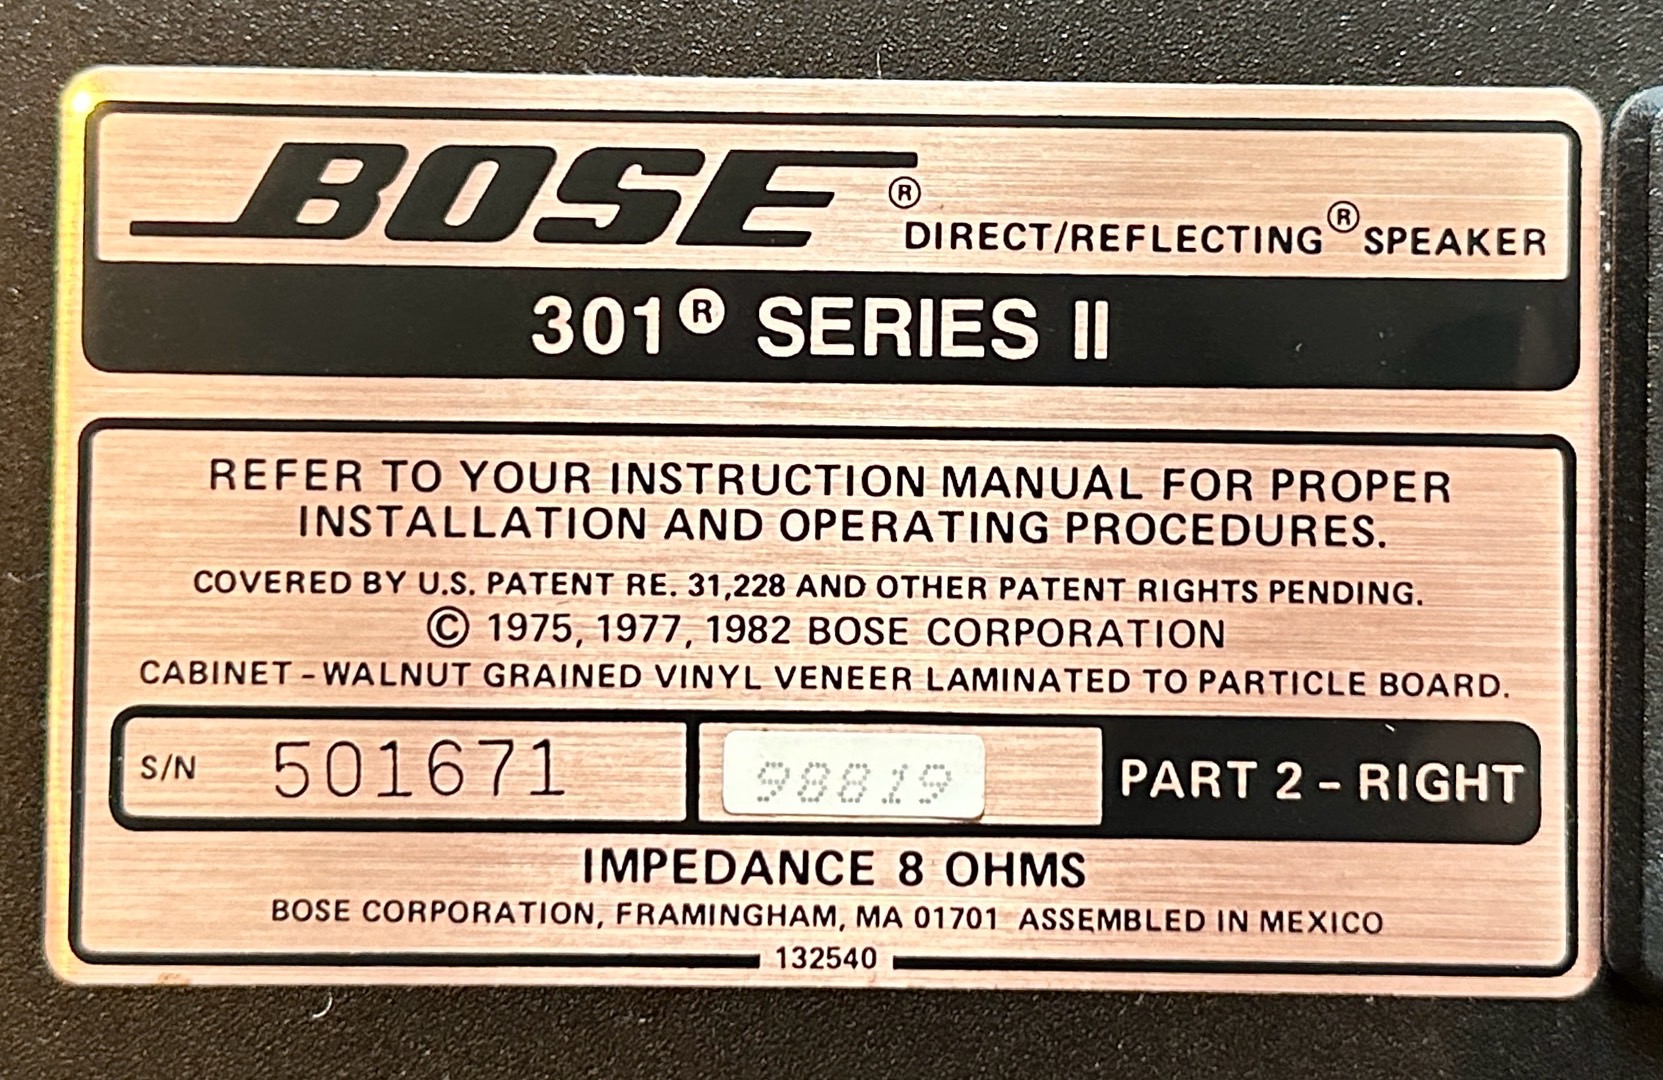 BOSE®
DIRECT/REFLECTING® SPEAKER
301® SERIES II
REFER TO YOUR INSTRUCTION MANUAL FOR PROPER
INSTALLATION AND OPERATING PROCEDURES.
COVERED BY U.S. PATENT RE. 31,228 AND OTHER PATENT RIGHTS PENDING.
© 1975, 1977, 1982 BOSE CORPORATION
CABINET - WALNUT GRAINED VINYL VENEER LAMINATED TO PARTICLE BOARD.
S/N 501671 98819 PART 2 - RIGHT
IMPEDANCE 8 OHMS
BOSE CORPORATION, FRAMINGHAM, MA 01701 ASSEMBLED IN MEXICO
132540